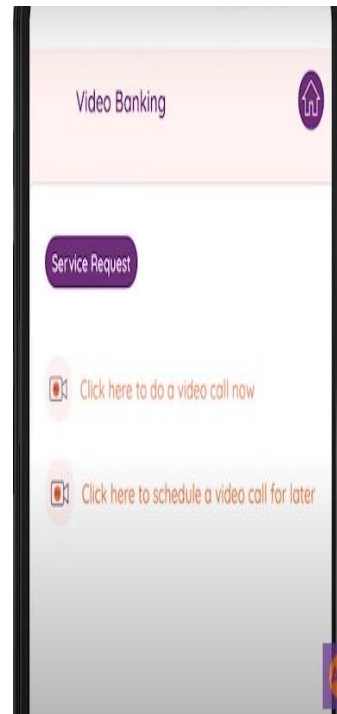 Video Banking
Service Request
Click here to do a video call now
Click here to schedule a video call for later